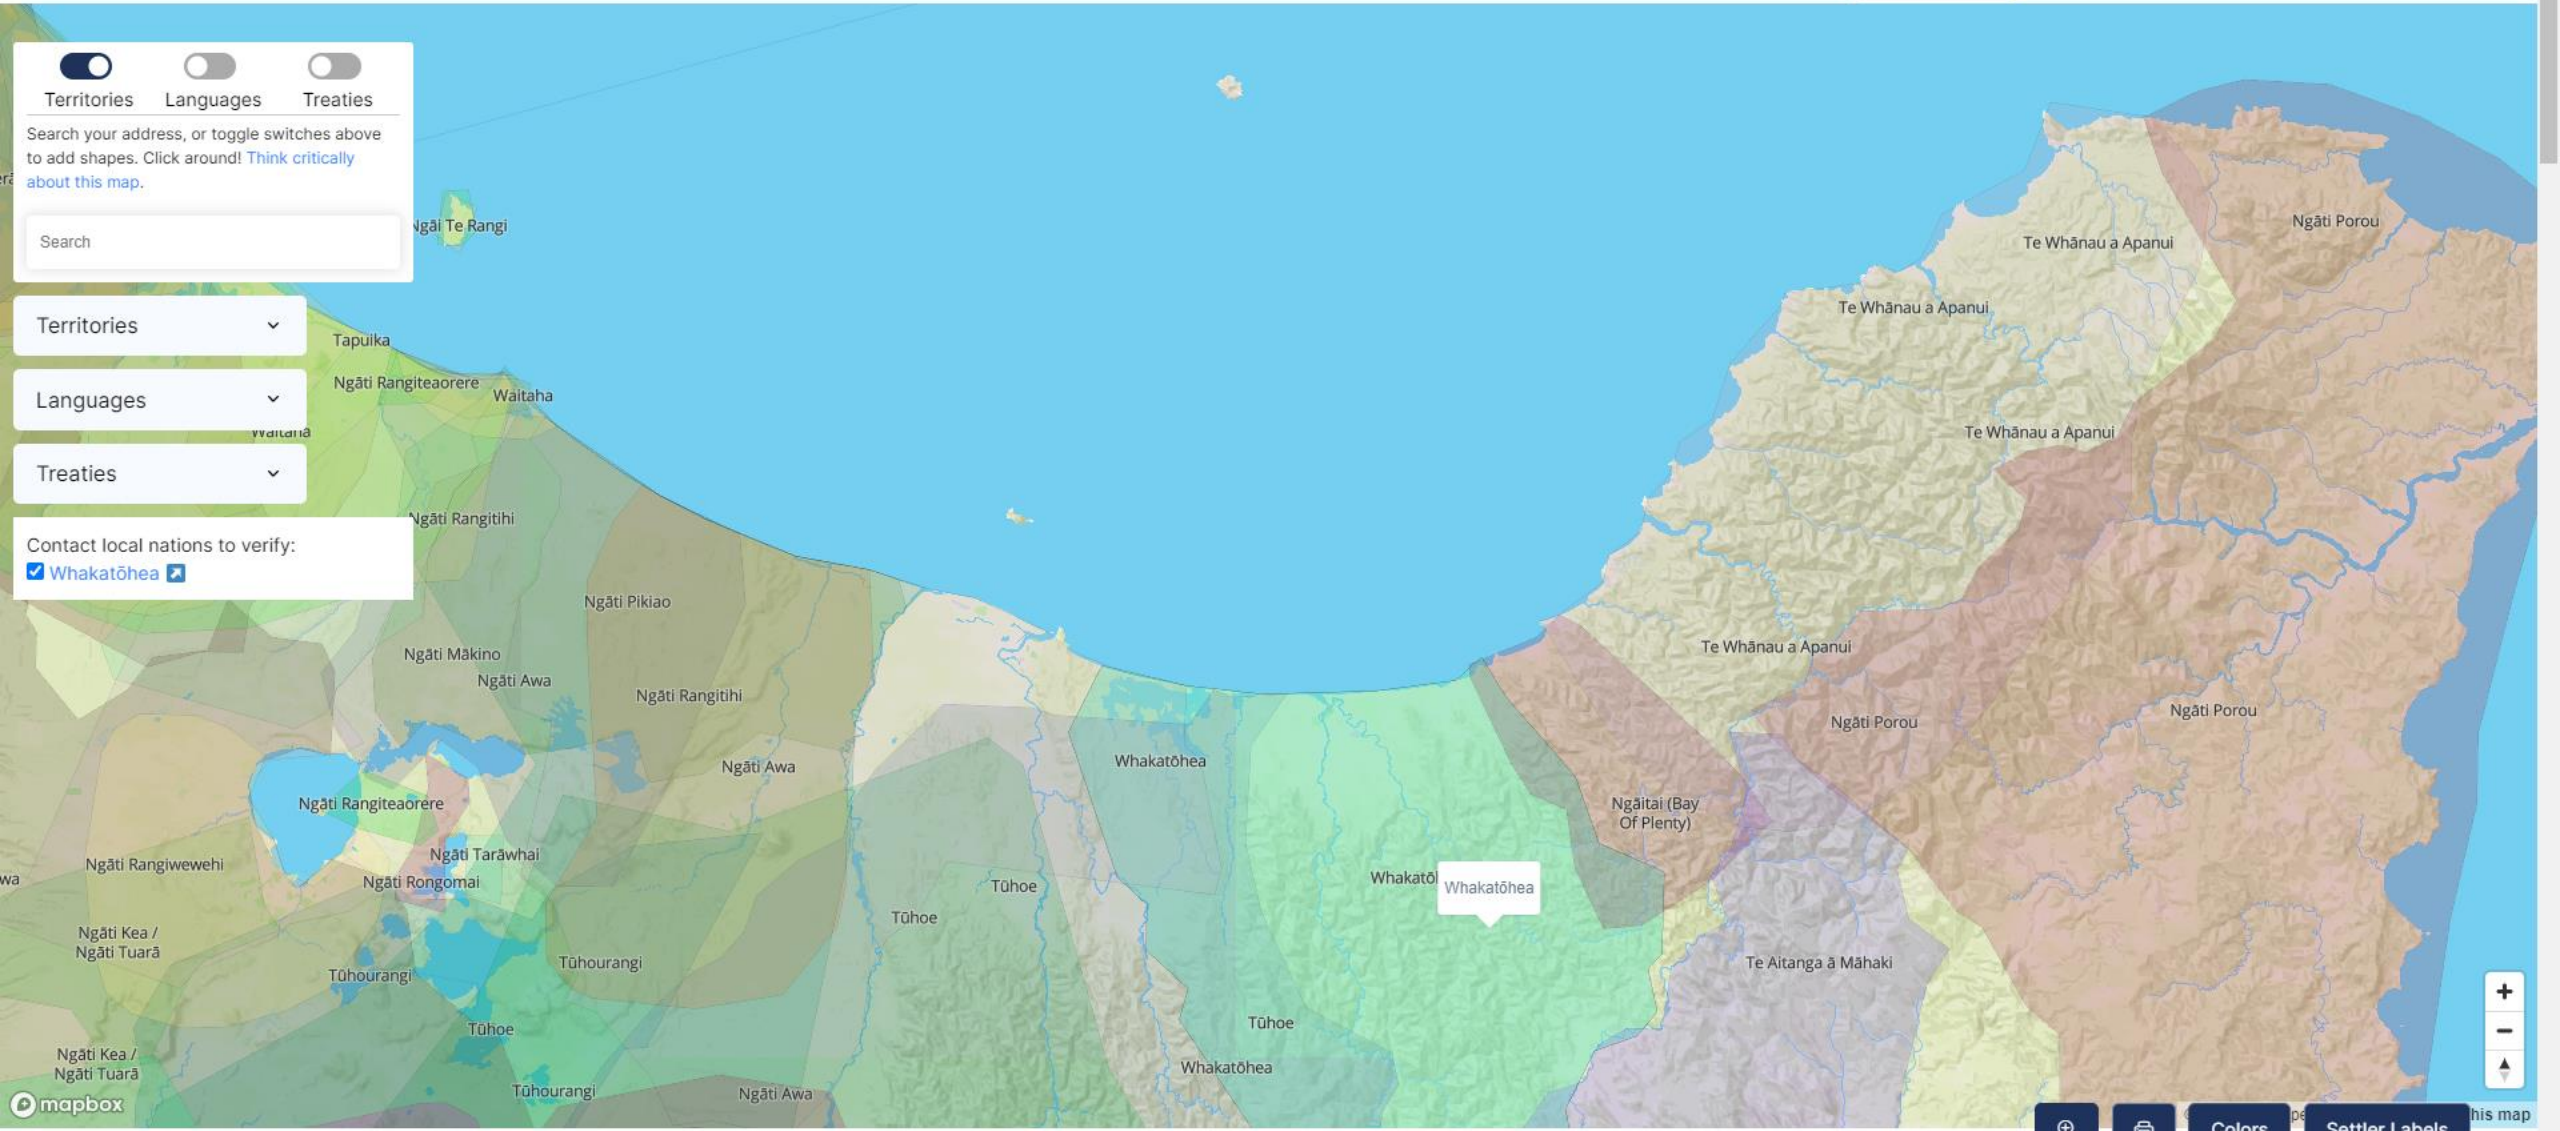 Territories
Languages
Treaties
Search your address, or toggle switches above
to add shapes. Click around! Think critically
about this map.
Search
Territories
Languages
Treaties
Contact local nations to verify:
Whakatōhea
Ngāi Te Rangi
Tapuika
Ngāti Rangiteaorere
Waitaha
Waitaha
Ngāti Rangitihi
Ngāti Pikiao
Ngāti Mākino
Ngāti Awa
Ngāti Rangitihi
Ngāti Awa
Ngāti Rangiteaorere
Ngāti Rangiwewehi
Ngāti Tarāwhai
Ngāti Rongomai
wa
Ngāti Kea /
Ngāti Tuarā
Tūhourangi
Tūhourangi
Tūhoe
Ngāti Kea /
Ngāti Tuarā
Tūhourangi
Ngāti Awa
Tūhoe
Tūhoe
Whakatōhea
Whakatōh
Whakatōhea
Tūhoe
Whakatōhea
Te Whānau a Apanui
Te Whānau a Apanui
Te Whānau a Apanui
Te Whānau a Apanui
Ngāti Porou
Ngāti Porou
Ngāti Porou
Ngāitai (Bay
Of Plenty)
Te Aitanga ā Māhaki
mapbox
his map
Colors
Settler Labels